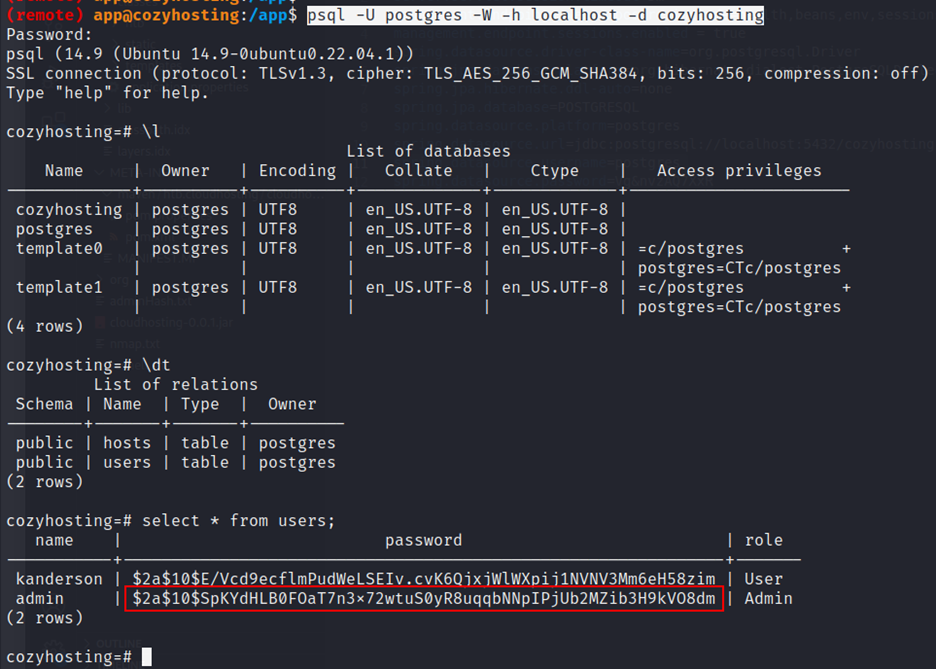 (remote) app@cozyhosting:/app$ psql -U postgres -W -h localhost -d cozyhosting
Password:
psql (14.9 (Ubuntu 14.9-0ubuntu0.22.04.1))
SSL connection (protocol: TLSv1.3, cipher: TLS_AES_256_GCM_SHA384, bits: 256, compression: off)
Type "help" for help.
cozyhosting=# \l
List of databases
Name | Owner | Encoding | Collate | Ctype | Access privileges
cozyhosting | postgres | UTF8 | en_US.UTF-8 | en_US.UTF-8 |
postgres | postgres | UTF8 | en_US.UTF-8 | en_US.UTF-8 |
template0 | postgres | UTF8 | en_US.UTF-8 | en_US.UTF-8 | =c/postgres +
| | | | | postgres=CTc/postgres
template1 | postgres | UTF8 | en_US.UTF-8 | en_US.UTF-8 | =c/postgres +
| | | | | postgres=CTc/postgres
(4 rows)
cozyhosting=# \dt
List of relations
Schema | Name | Type | Owner
public | hosts | table | postgres
public | users | table | postgres
(2 rows)
cozyhosting=# select * from users;
name | password | role
kanderson | $2a$10$E/Vcd9ecflmPudWeLSEIv.cvK6QjxjWlWXpij1NVNV3Mm6eH58zim | User
admin | $2a$10$SpKYdHLB0FOaT7n3×72wtuS0yR8uqqbNNpIPjUb2MZib3H9kVO8dm | Admin
(2 rows)
cozyhosting=#